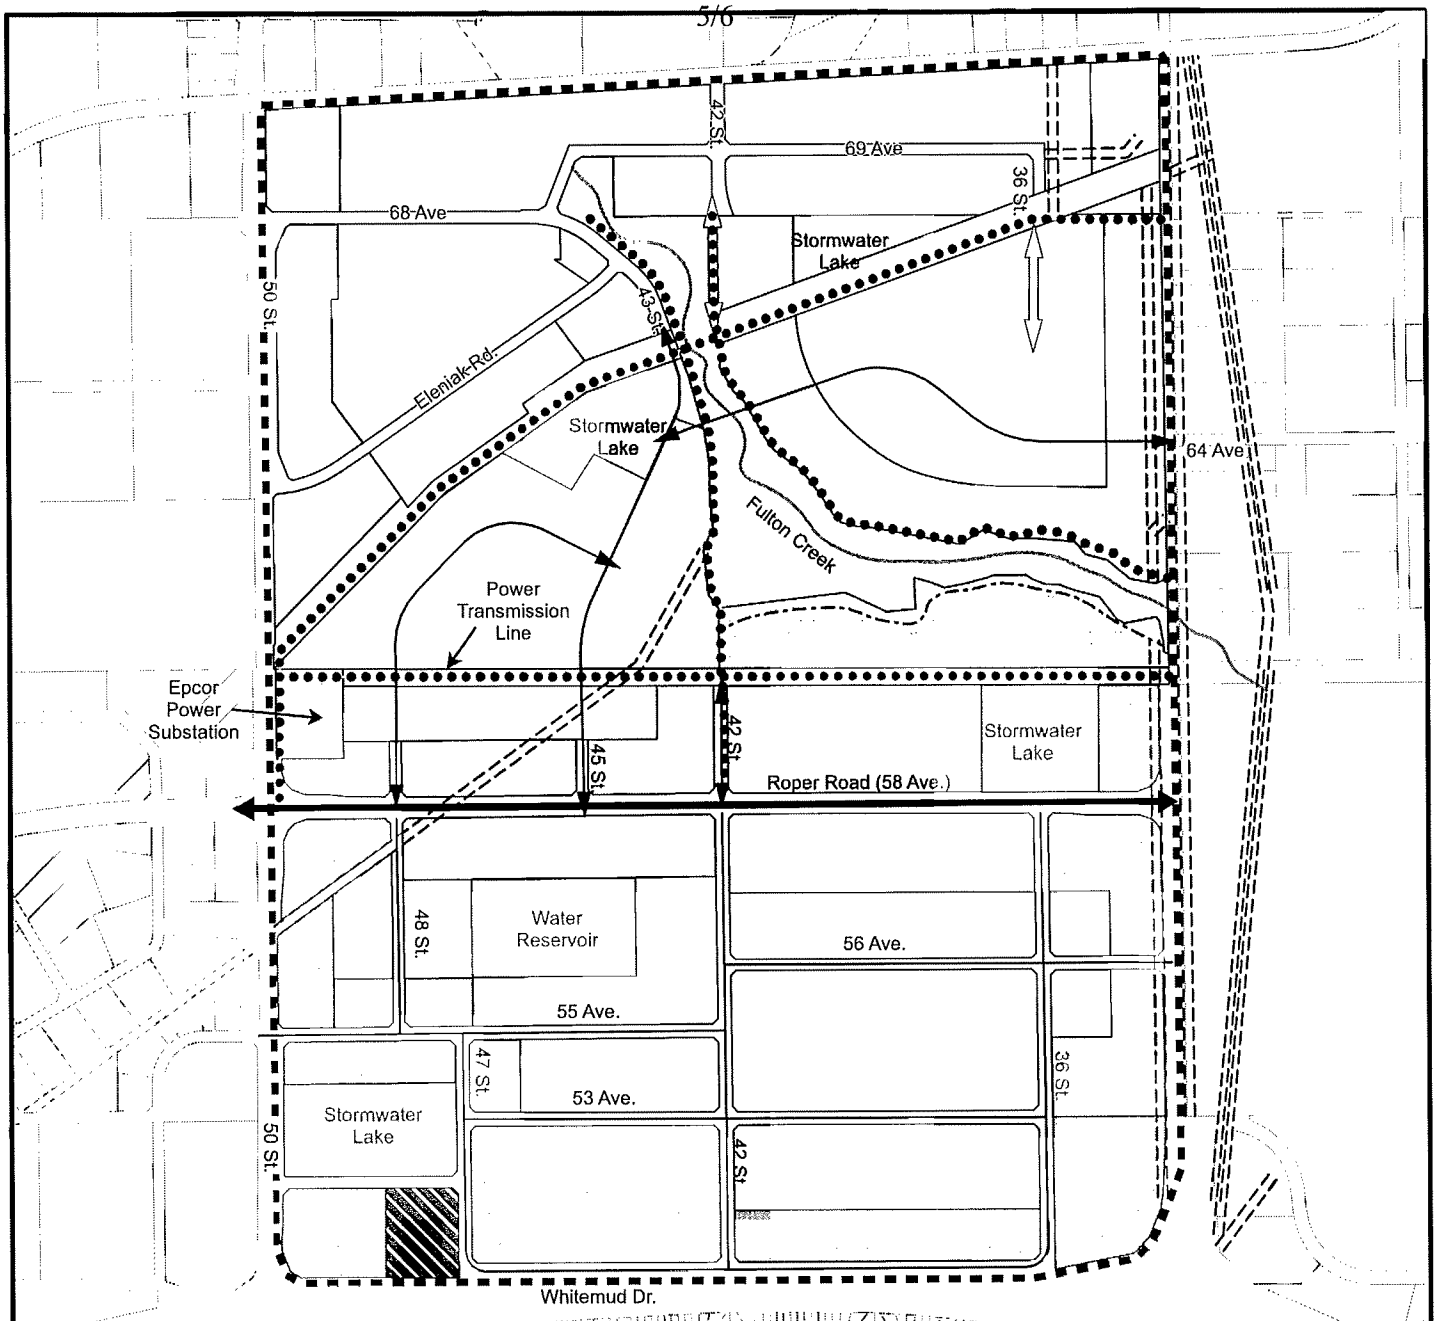 5/6
42 St.
69 Ave
36 St.
68 Ave
Stormwater
Lake
50 St.
43 St.
Eleniak Rd.
Stormwater
Lake
64 Ave
Fulton Creek
Power
Transmission
Line
Epcor
Power
Substation
42 St.
Stormwater
Lake
45 St.
Roper Road (58 Ave.)
48 St.
Water
Reservoir
56 Ave.
55 Ave.
47 St.
36 St.
53 Ave.
Stormwater
Lake
50 St.
42 St
Whitemud Dr.